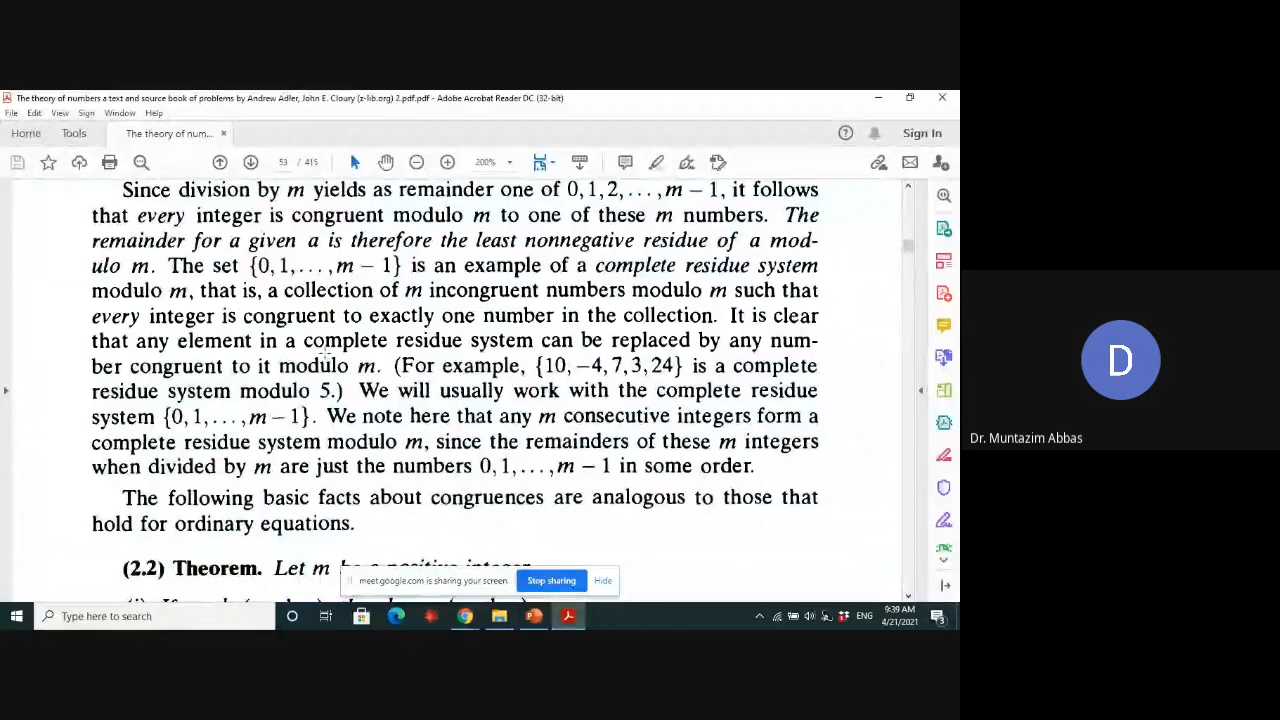 The theory of numbers a text and source book of problems by Andrew Adler, John E. Cloury (z-lib.org) 2.pdf.pdf - Adobe Acrobat Reader DC (32-bit)
File Edit View Sign Window Help
Home Tools The theory of num... × Sign In
53 / 415 200%
Since division by m yields as remainder one of 0, 1, 2, ..., m − 1, it follows
that every integer is congruent modulo m to one of these m numbers. The
remainder for a given a is therefore the least nonnegative residue of a mod-
ulo m. The set {0, 1, ..., m − 1} is an example of a complete residue system
modulo m, that is, a collection of m incongruent numbers modulo m such that
every integer is congruent to exactly one number in the collection. It is clear
that any element in a complete residue system can be replaced by any num-
ber congruent to it modulo m. (For example, {10, −4, 7, 3, 24} is a complete
residue system modulo 5.) We will usually work with the complete residue
system {0, 1, ..., m − 1}. We note here that any m consecutive integers form a
complete residue system modulo m, since the remainders of these m integers
when divided by m are just the numbers 0, 1, ..., m − 1 in some order.
The following basic facts about congruences are analogous to those that
hold for ordinary equations.
(2.2) Theorem. Let m be a positive integer.
meet.google.com is sharing your screen. Stop sharing Hide
Type here to search
ENG
9:39 AM
4/21/2021
3
D
Dr. Muntazim Abbas